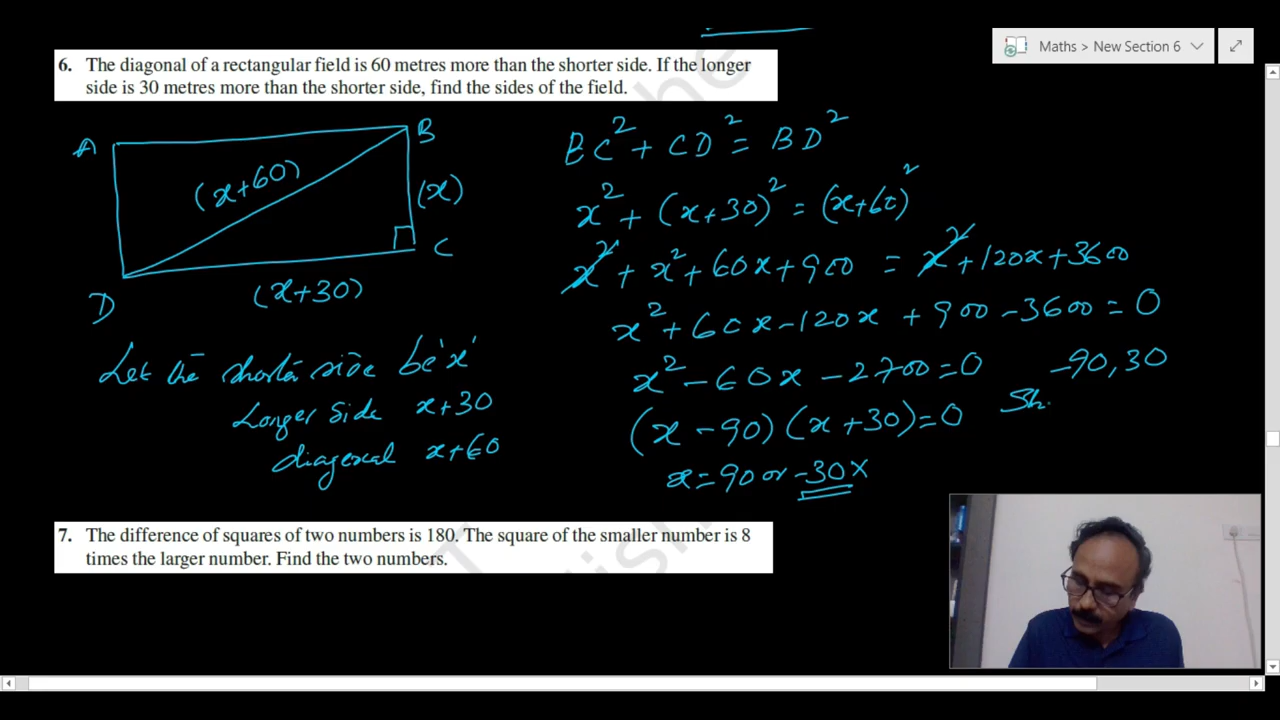 Maths > New Section 6
6. The diagonal of a rectangular field is 60 metres more than the shorter side. If the longer
side is 30 metres more than the shorter side, find the sides of the field.
A
B
(x+60)
(x)
C
D
(x+30)
Let the shorter side be 'x'
Longer Side x+30
diagonal x+60
BC² + CD² = BD²
x² + (x+30)² = (x+60)²
x² + x² + 60x + 900 = x² + 120x + 3600
x² + 60x - 120x + 900 - 3600 = 0
x² - 60x - 2700 = 0 -90, 30
(x - 90) (x + 30) = 0 Sh
x = 90 or -30 ×
7. The difference of squares of two numbers is 180. The square of the smaller number is 8
times the larger number. Find the two numbers.